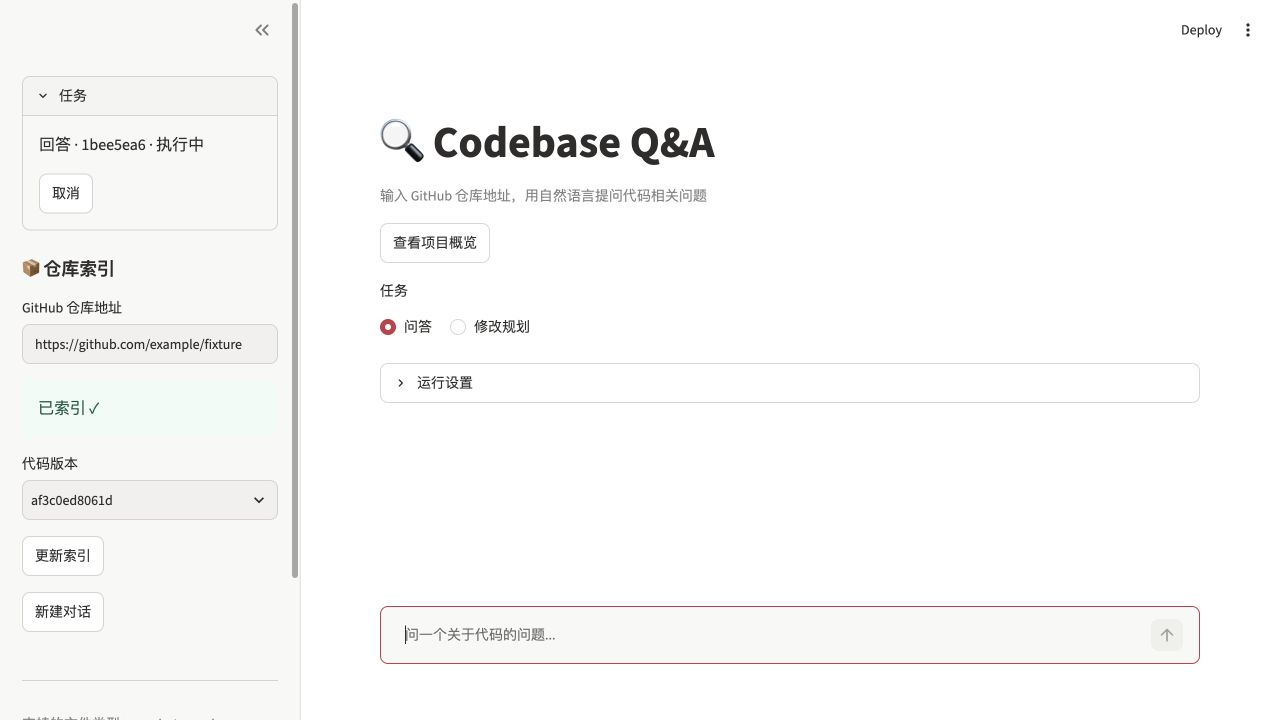 任务
回答 · 1bee5ea6 · 执行中
取消
📦 仓库索引
GitHub 仓库地址
https://github.com/example/fixture
已索引 ✓
代码版本
af3c0ed8061d
更新索引
新建对话
Deploy
🔍 Codebase Q&A
输入 GitHub 仓库地址，用自然语言提问代码相关问题
查看项目概览
任务
问答
修改规划
运行设置
问一个关于代码的问题...